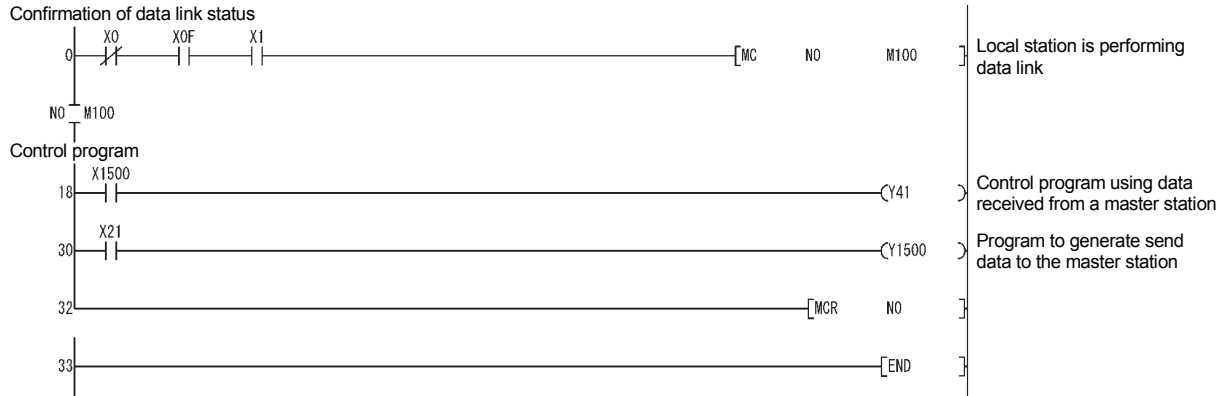 Confirmation of data link status
X0 X0F X1
0 MC N0 M100 Local station is performing
data link
N0 M100
Control program
X1500
18 Y41 Control program using data
received from a master station
X21
30 Y1500 Program to generate send
data to the master station
32 MCR N0
33 END